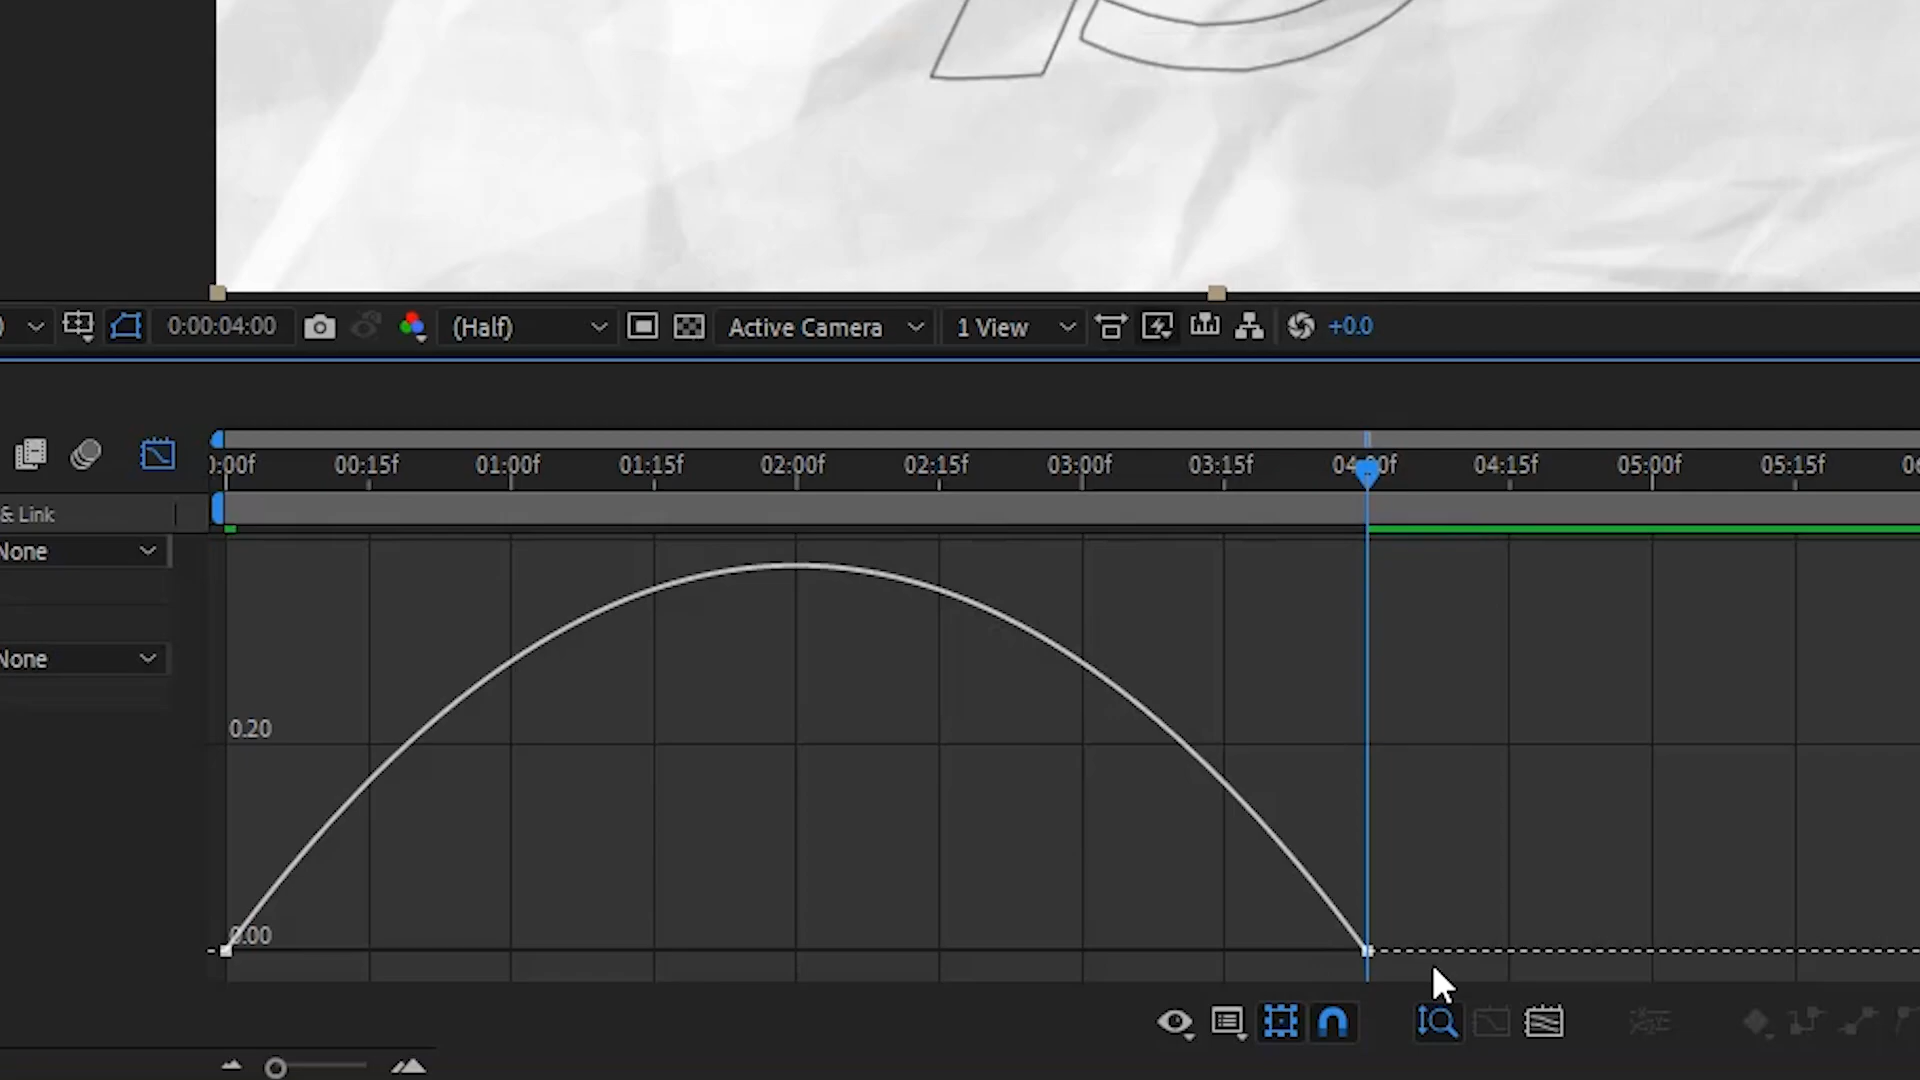 0:00:04:00 (Half) Active Camera 1 View +0.0
0:00f 00:15f 01:00f 01:15f 02:00f 02:15f 03:00f 03:15f 04:00f 04:15f 05:00f 05:15f
& Link
None
None
0.20
0.00